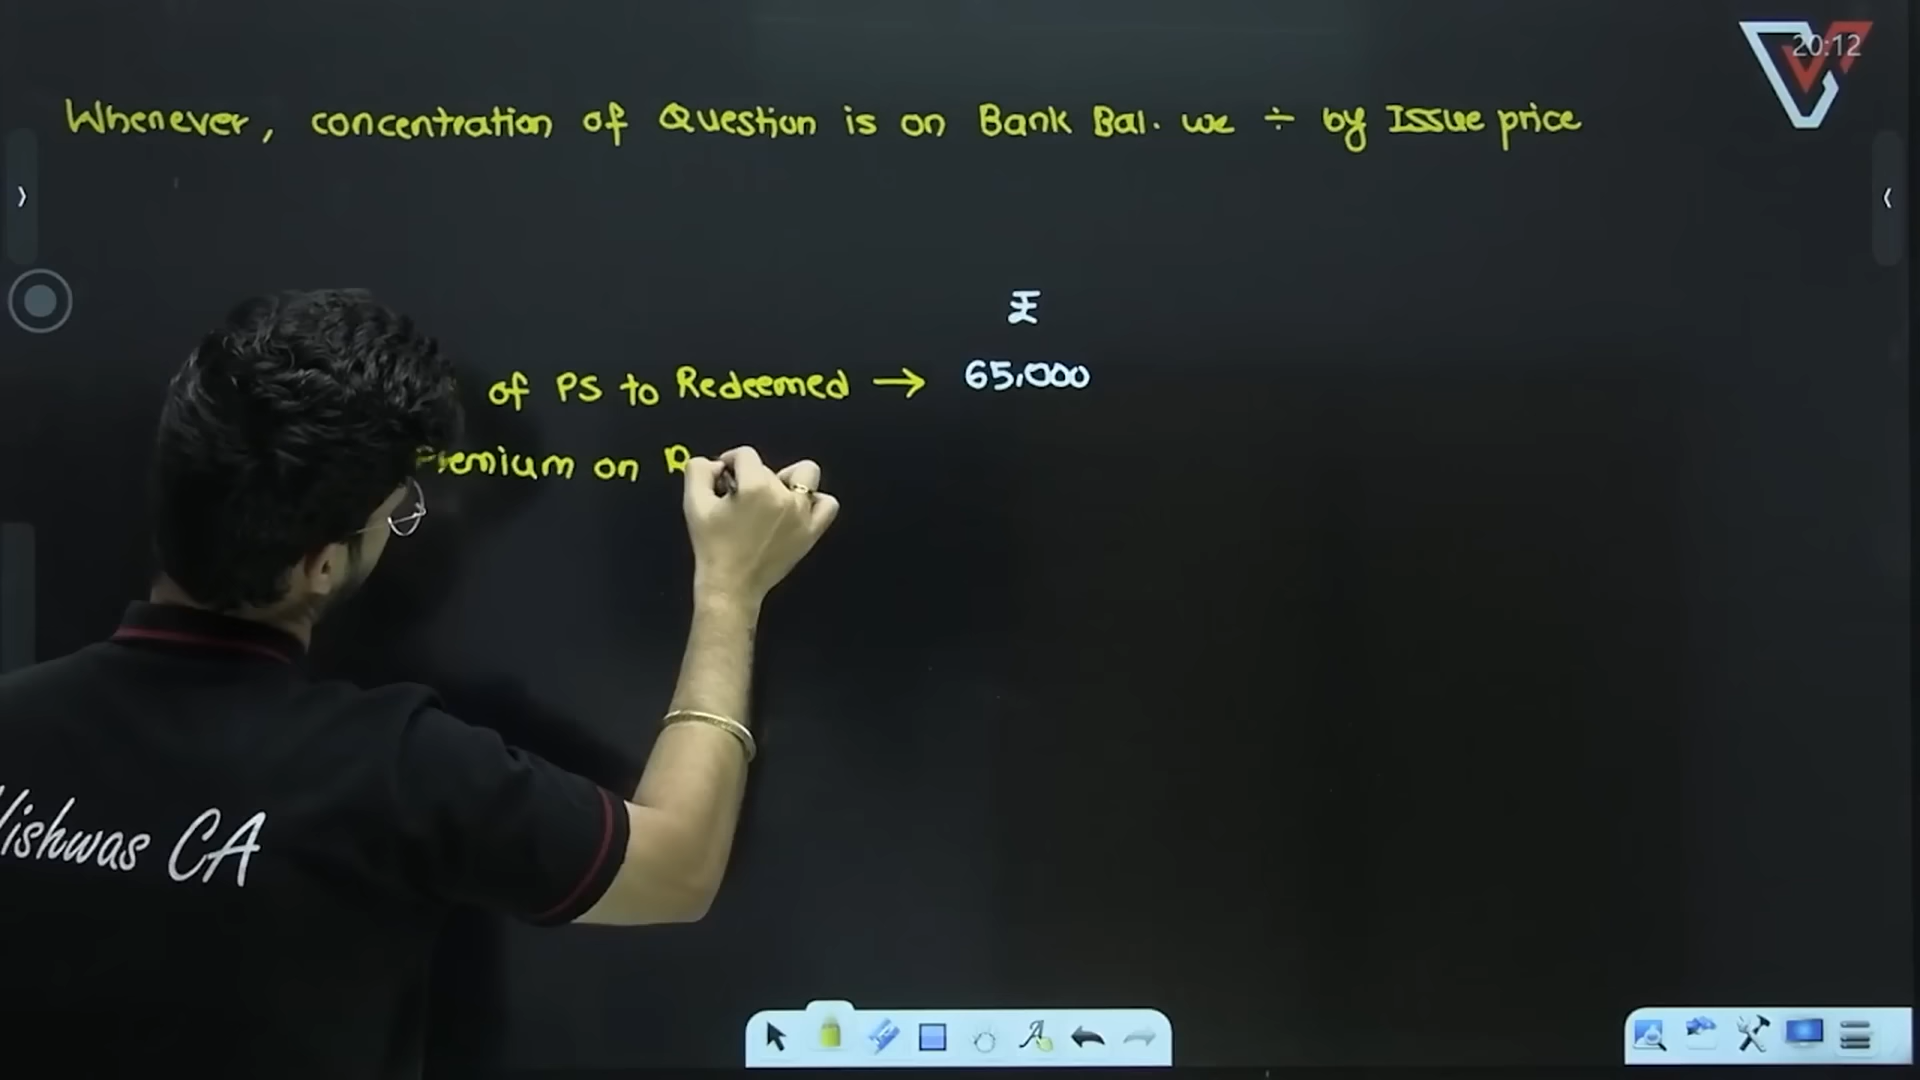 20:12
Whenever, concentration of Question is on Bank Bal. we ÷ by Issue price
₹
of PS to Redeemed → 65,000
Premium on
Vishwas CA